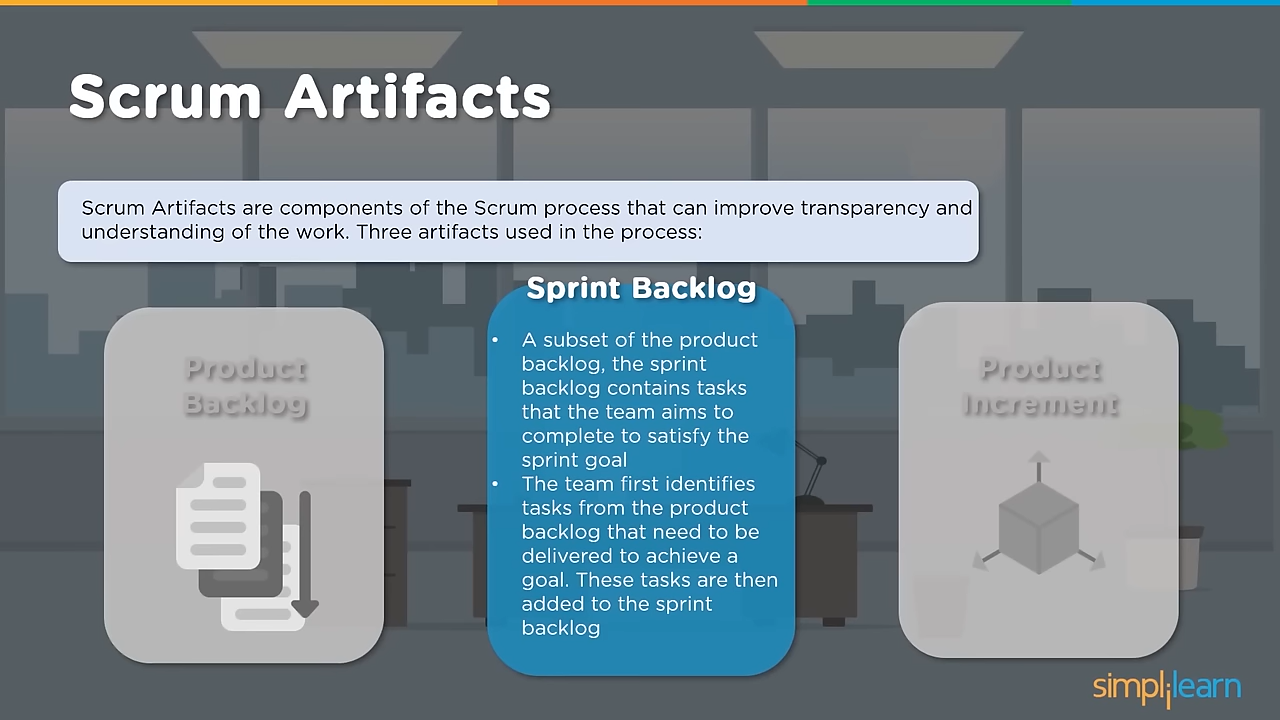 Scrum Artifacts
Scrum Artifacts are components of the Scrum process that can improve transparency and
understanding of the work. Three artifacts used in the process:
Product
Backlog
Sprint Backlog
• A subset of the product
backlog, the sprint
backlog contains tasks
that the team aims to
complete to satisfy the
sprint goal
• The team first identifies
tasks from the product
backlog that need to be
delivered to achieve a
goal. These tasks are then
added to the sprint
backlog
Product
Increment
simplilearn